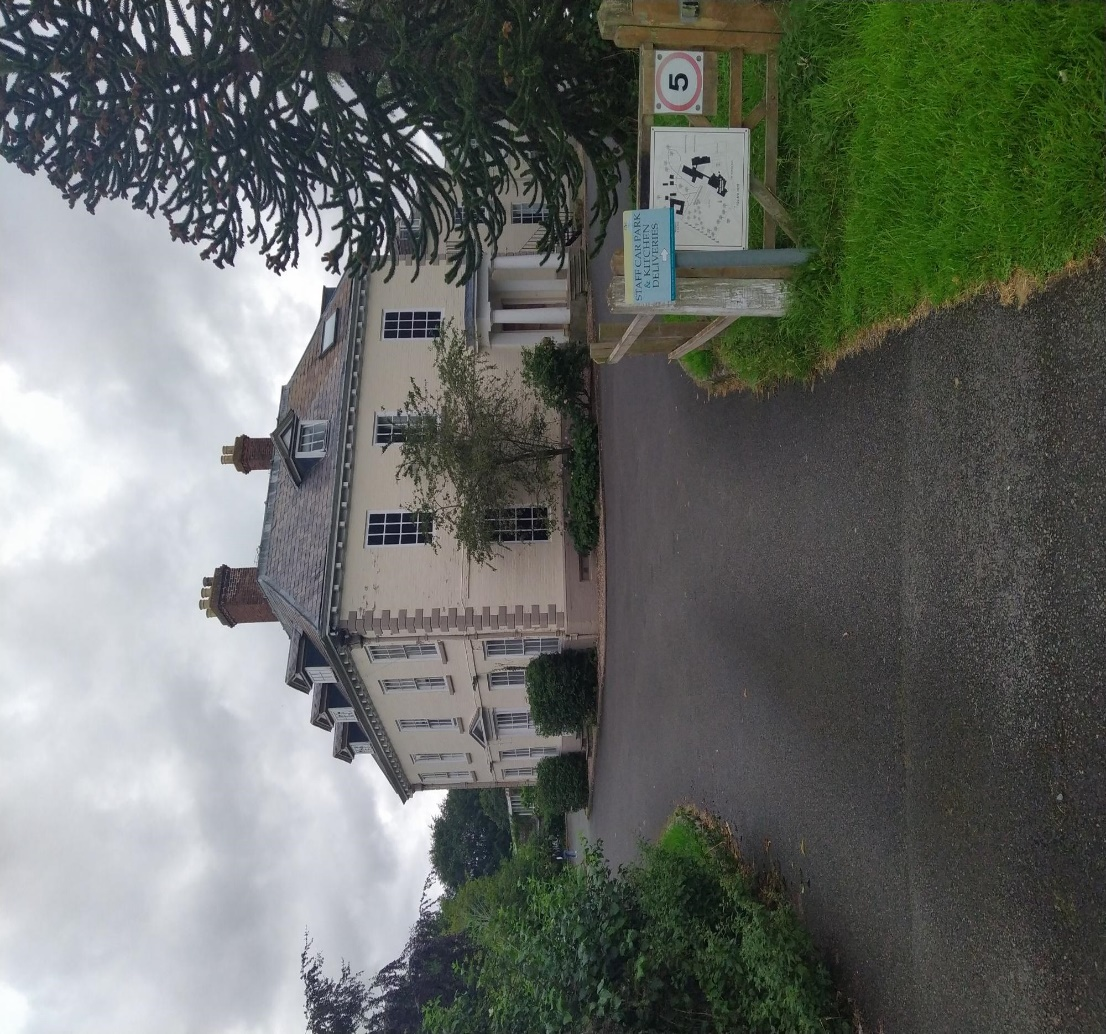 5
STAFF CAR PARK
& KITCHEN
DELIVERIES